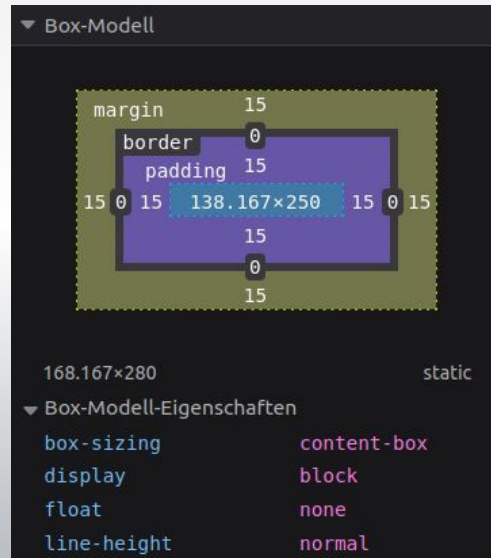 Box-Modell
margin 15
border 0
padding 15
15 0 15 138.167×250 15 0 15
15
0
15
168.167×280 static
Box-Modell-Eigenschaften
box-sizing content-box
display block
float none
line-height normal